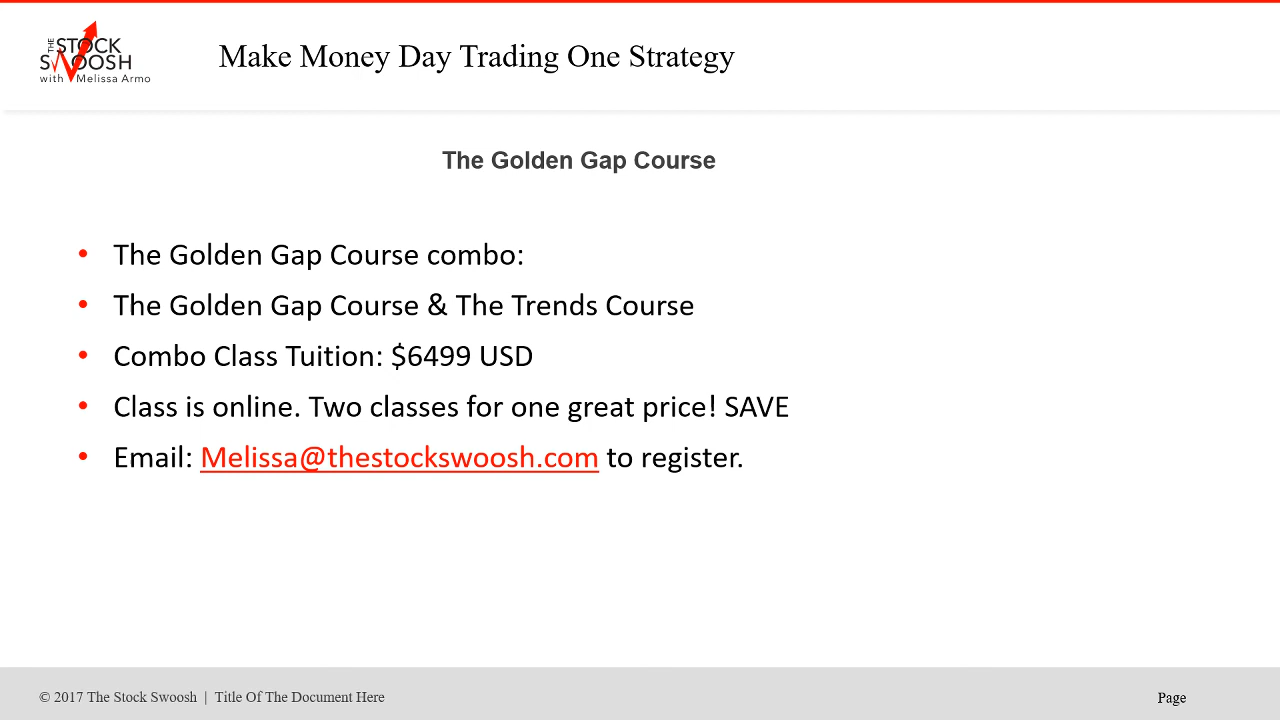 THE STOCK
SWOOSH
with Melissa Armo
Make Money Day Trading One Strategy
The Golden Gap Course
• The Golden Gap Course combo:
• The Golden Gap Course & The Trends Course
• Combo Class Tuition: $6499 USD
• Class is online. Two classes for one great price! SAVE
• Email: Melissa@thestockswoosh.com to register.
© 2017 The Stock Swoosh | Title Of The Document Here
Page